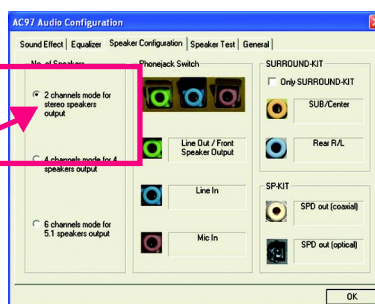 AC97 Audio Configuration
Sound Effect | Equalizer | Speaker Configuration | Speaker Test | General
No. of Speakers
2 channels mode for
stereo speakers
output
4 channels mode for 4
speakers output
6 channels mode for
5.1 speakers output
Phonejack Switch
Line Out / Front
Speaker Output
Line In
Mic In
SURROUND-KIT
Only SURROUND-KIT
SUB/Center
Rear R/L
SP-KIT
SPD out (coaxial)
SPD out (optical)
OK